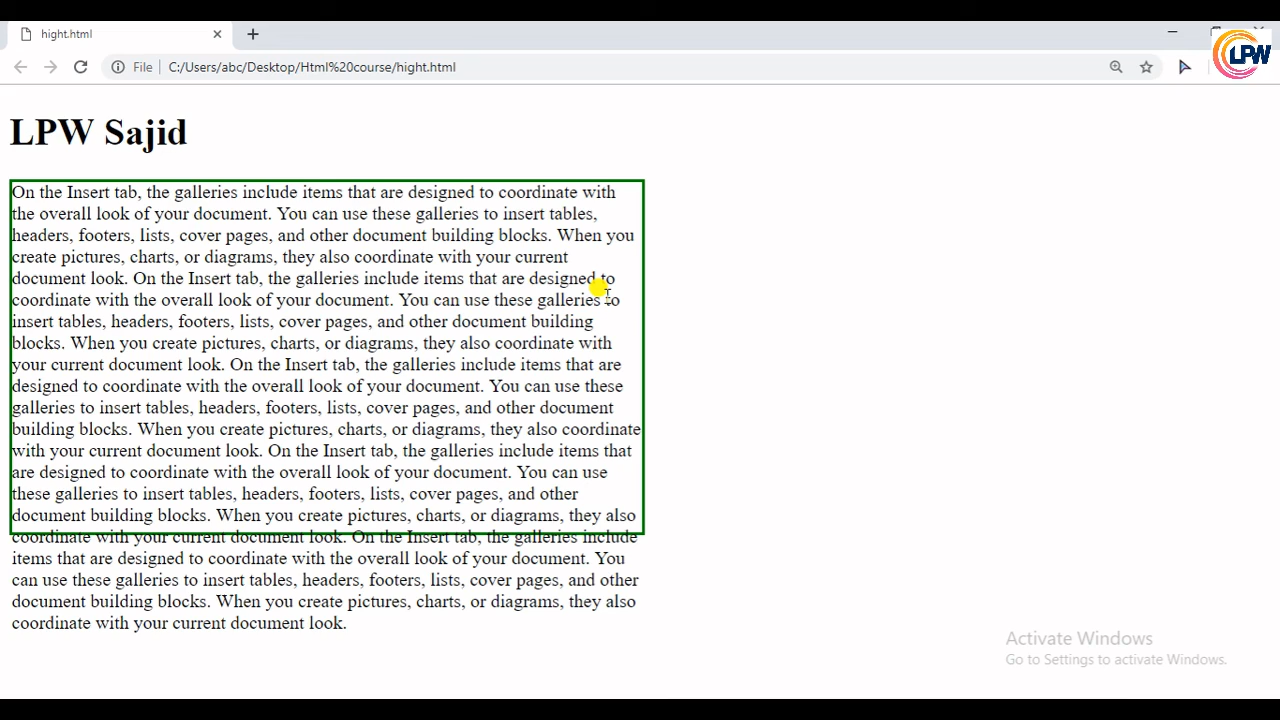 hight.html
File
C:/Users/abc/Desktop/Html%20course/hight.html
LPW
LPW Sajid
On the Insert tab, the galleries include items that are designed to coordinate with
the overall look of your document. You can use these galleries to insert tables,
headers, footers, lists, cover pages, and other document building blocks. When you
create pictures, charts, or diagrams, they also coordinate with your current
document look. On the Insert tab, the galleries include items that are designed to
coordinate with the overall look of your document. You can use these galleries to
insert tables, headers, footers, lists, cover pages, and other document building
blocks. When you create pictures, charts, or diagrams, they also coordinate with
your current document look. On the Insert tab, the galleries include items that are
designed to coordinate with the overall look of your document. You can use these
galleries to insert tables, headers, footers, lists, cover pages, and other document
building blocks. When you create pictures, charts, or diagrams, they also coordinate
with your current document look. On the Insert tab, the galleries include items that
are designed to coordinate with the overall look of your document. You can use
these galleries to insert tables, headers, footers, lists, cover pages, and other
document building blocks. When you create pictures, charts, or diagrams, they also
coordinate with your current document look. On the Insert tab, the galleries include
items that are designed to coordinate with the overall look of your document. You
can use these galleries to insert tables, headers, footers, lists, cover pages, and other
document building blocks. When you create pictures, charts, or diagrams, they also
coordinate with your current document look.
Activate Windows
Go to Settings to activate Windows.